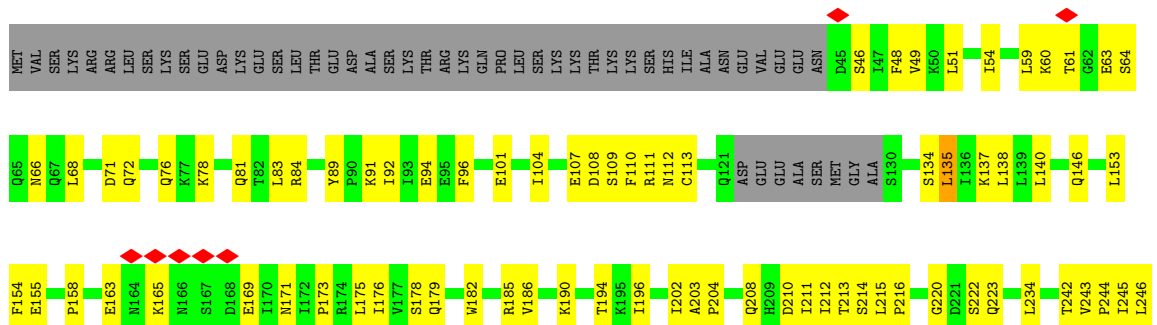 MET VAL SER LYS ARG ARG LEU SER LYS SER GLU ASP LYS GLU SER LEU THR GLU ASP ALA SER LYS THR ARG LYS GLN PRO LEU SER LYS LYS THR LYS LYS SER HIS ILE ALA ALA ASN GLU VAL GLU GLU ASN D45 S46 I47 F48 V49 K50 L51 I54 L59 K60 T61 G62 E63 S64
Q65 N66 Q67 L68 D71 Q72 Q76 K77 K78 Q81 T82 L83 R84 Y89 P90 K91 I92 I93 E94 E95 F96 E101 I104 E107 D108 S109 F110 R111 N112 C113 Q121 ASP GLU GLU ALA SER MET GLY ALA S130 S134 L135 I136 K137 L138 L139 L140 Q146 L153
F154 E155 P158 E163 N164 K165 N166 S167 D168 E169 I170 N171 I172 P173 R174 L175 I176 V177 S178 Q179 W182 R185 V186 K190 T194 K195 I196 I202 A203 P204 Q208 H209 D210 I211 I212 T213 S214 L215 P216 G220 D221 S222 Q223 L234 T242 V243 P244 I245 L246